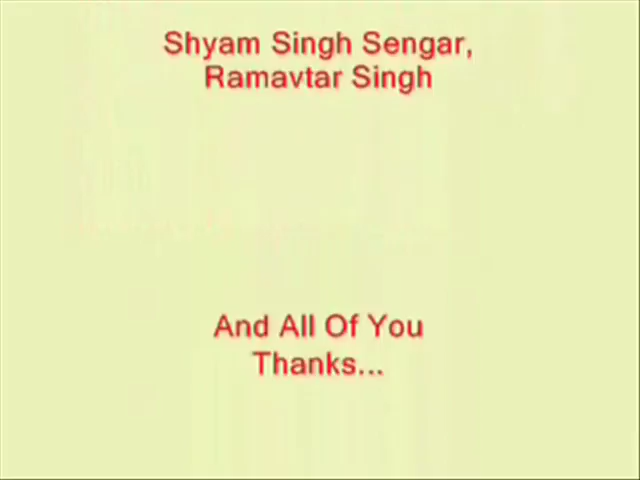 Shyam Singh Sengar,
Ramavtar Singh
And All Of You
Thanks...